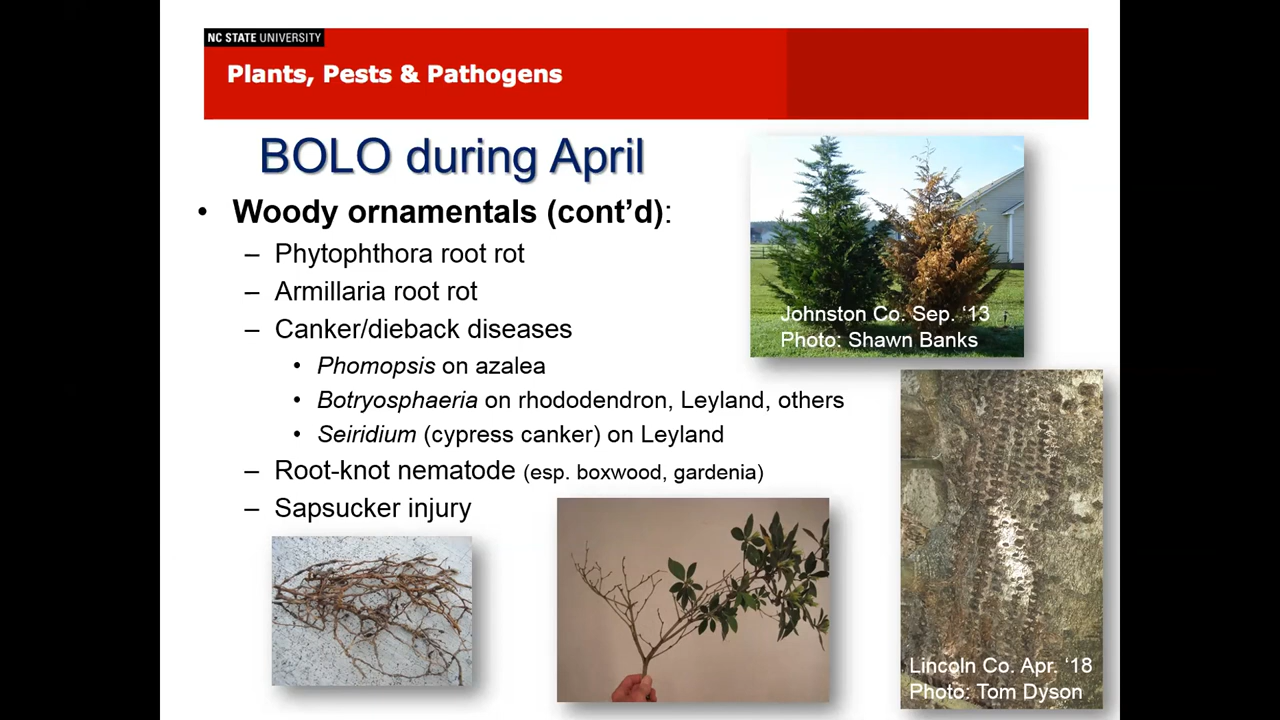 NC STATE UNIVERSITY
Plants, Pests & Pathogens
BOLO during April
• Woody ornamentals (cont’d):
– Phytophthora root rot
– Armillaria root rot
– Canker/dieback diseases
• Phomopsis on azalea
• Botryosphaeria on rhododendron, Leyland, others
• Seiridium (cypress canker) on Leyland
– Root-knot nematode (esp. boxwood, gardenia)
– Sapsucker injury
Johnston Co. Sep. ‘13
Photo: Shawn Banks
Lincoln Co. Apr. ‘18
Photo: Tom Dyson